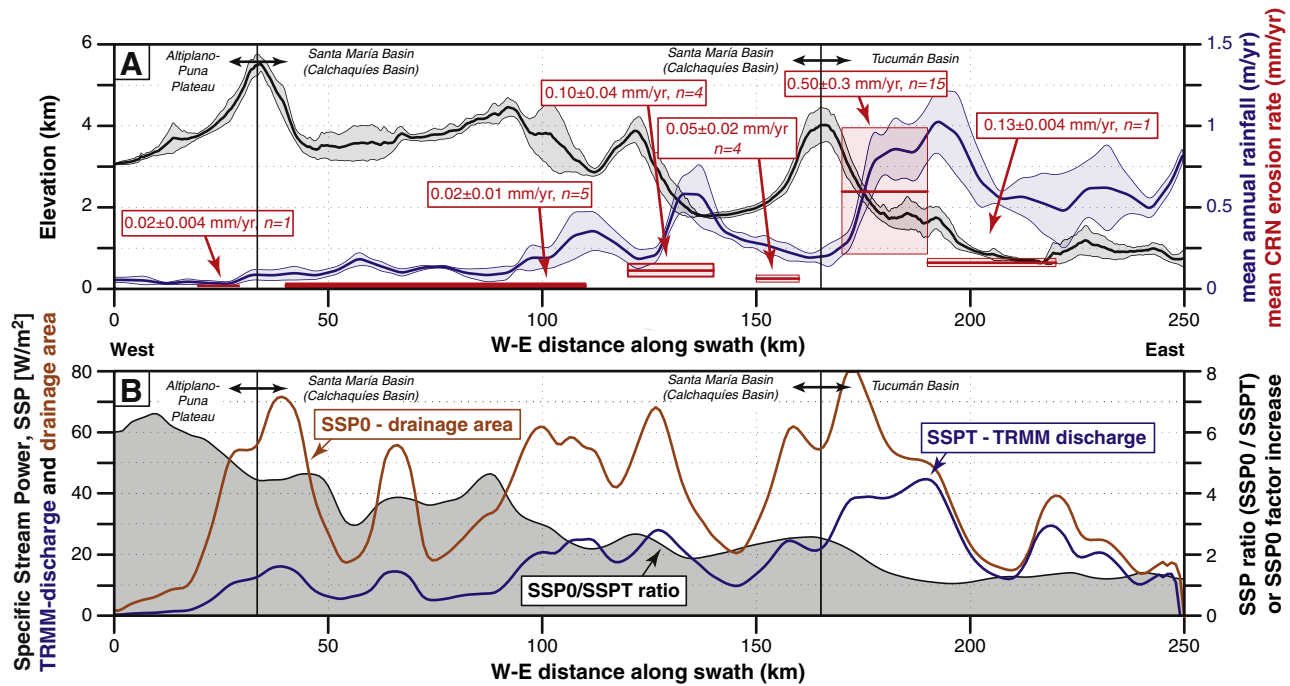 A
Altiplano-
Puna
Plateau
Santa María Basin
(Calchaquíes Basin)
Santa María Basin
(Calchaquíes Basin)
Tucumán Basin
0.02±0.004 mm/yr, n=1
0.02±0.01 mm/yr, n=5
0.10±0.04 mm/yr, n=4
0.05±0.02 mm/yr
n=4
0.50±0.3 mm/yr, n=15
0.13±0.004 mm/yr, n=1
Elevation (km)
6
4
2
0
1.5
1
0.5
0
mean annual rainfall (m/yr)
mean CRN erosion rate (mm/yr)
0
50
100
150
200
250
West
W-E distance along swath (km)
East
B
Altiplano-
Puna
Plateau
Santa María Basin
(Calchaquíes Basin)
Santa María Basin
(Calchaquíes Basin)
Tucumán Basin
SSP0 - drainage area
SSPT - TRMM discharge
SSP0/SSPT ratio
Specific Stream Power, SSP [W/m²]
TRMM-discharge and drainage area
80
60
40
20
0
8
6
4
2
0
SSP ratio (SSP0 / SSPT)
or SSP0 factor increase
0
50
100
150
200
250
W-E distance along swath (km)